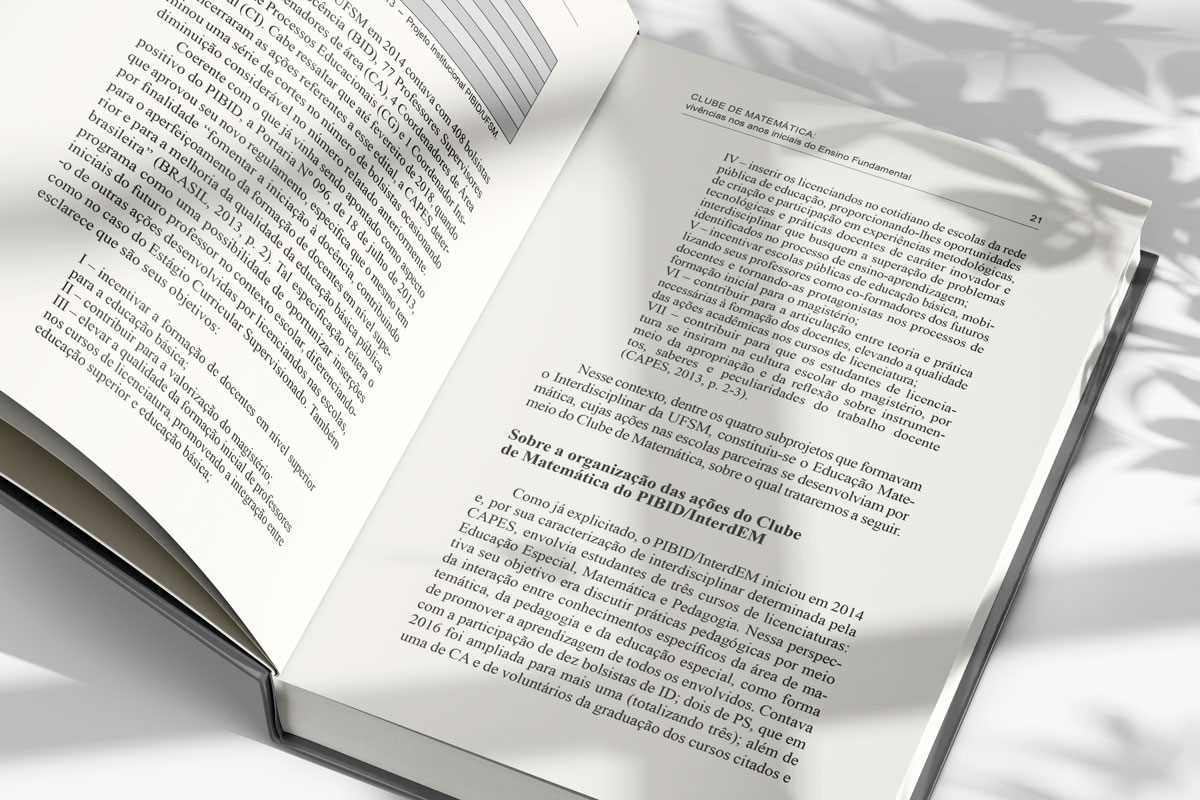 3 – Projeto Institucional PIBID/UFSM.
UFSM em 2014 contava com 408 bolsistas
ncia (BID), 77 Professores Supervisores
enadores de área (CA), 4 Coordenadores de Área
e Processos Educacionais (CG) e 1 Coordenador Ins-
l (CI). Cabe ressaltar que até fevereiro de 2018, quando
ncerraram as ações referentes a esse edital, a CAPES deter-
minou uma série de cortes no número de bolsistas ocasionando
diminuição considerável no número relatado anteriormente.
Coerente com o que já vinha sendo apontado como aspecto
positivo do PIBID, a Portaria Nº 096, de 18 de julho de 2013,
que aprovou seu novo regulamento, especifica que o mesmo tem
por finalidade “fomentar a iniciação à docência, contribuindo
para o aperfeiçoamento da formação de docentes em nível supe-
rior e para a melhoria da qualidade da educação básica pública
brasileira” (BRASIL, 2013, p. 2). Tal especificação reitera o
programa como uma possibilidade de oportunizar inserções
iniciais do futuro professor no contexto escolar, diferenciando-
-o de outras ações desenvolvidas por licenciandos nas escolas,
como no caso do Estágio Curricular Supervisionado. Também
esclarece que são seus objetivos:
I – incentivar a formação de docentes em nível superior
para a educação básica;
II – contribuir para a valorização do magistério;
III – elevar a qualidade da formação inicial de professores
nos cursos de licenciatura, promovendo a integração entre
educação superior e educação básica;
CLUBE DE MATEMÁTICA:
vivências nos anos iniciais do Ensino Fundamental
21
IV – inserir os licenciandos no cotidiano de escolas da rede
pública de educação, proporcionando-lhes oportunidades
de criação e participação em experiências metodológicas,
tecnológicas e práticas docentes de caráter inovador e
interdisciplinar que busquem a superação de problemas
identificados no processo de ensino-aprendizagem;
V – incentivar escolas públicas de educação básica, mobi-
lizando seus professores como co-formadores dos futuros
docentes e tornando-as protagonistas nos processos de
formação inicial para o magistério;
VI – contribuir para a articulação entre teoria e prática
necessárias à formação dos docentes, elevando a qualidade
das ações acadêmicas nos cursos de licenciatura;
VII – contribuir para que os estudantes de licencia-
tura se insiram na cultura escolar do magistério, por
meio da apropriação e da reflexão sobre instrumen-
tos, saberes e peculiaridades do trabalho docente
(CAPES, 2013, p. 2-3).
Nesse contexto, dentre os quatro subprojetos que formavam
o Interdisciplinar da UFSM, constituiu-se o Educação Mate-
mática, cujas ações nas escolas parceiras se desenvolviam por
meio do Clube de Matemática, sobre o qual trataremos a seguir.
Sobre a organização das ações do Clube
de Matemática do PIBID/InterdEM
Como já explicitado, o PIBID/InterdEM iniciou em 2014
e, por sua caracterização de interdisciplinar determinada pela
CAPES, envolvia estudantes de três cursos de licenciaturas:
Educação Especial, Matemática e Pedagogia. Nessa perspec-
tiva seu objetivo era discutir práticas pedagógicas por meio
da interação entre conhecimentos específicos da área de ma-
temática, da pedagogia e da educação especial, como forma
de promover a aprendizagem de todos os envolvidos. Contava
com a participação de dez bolsistas de ID; dois de PS, que em
2016 foi ampliada para mais uma (totalizando três); além de
uma de CA e de voluntários da graduação dos cursos citados e